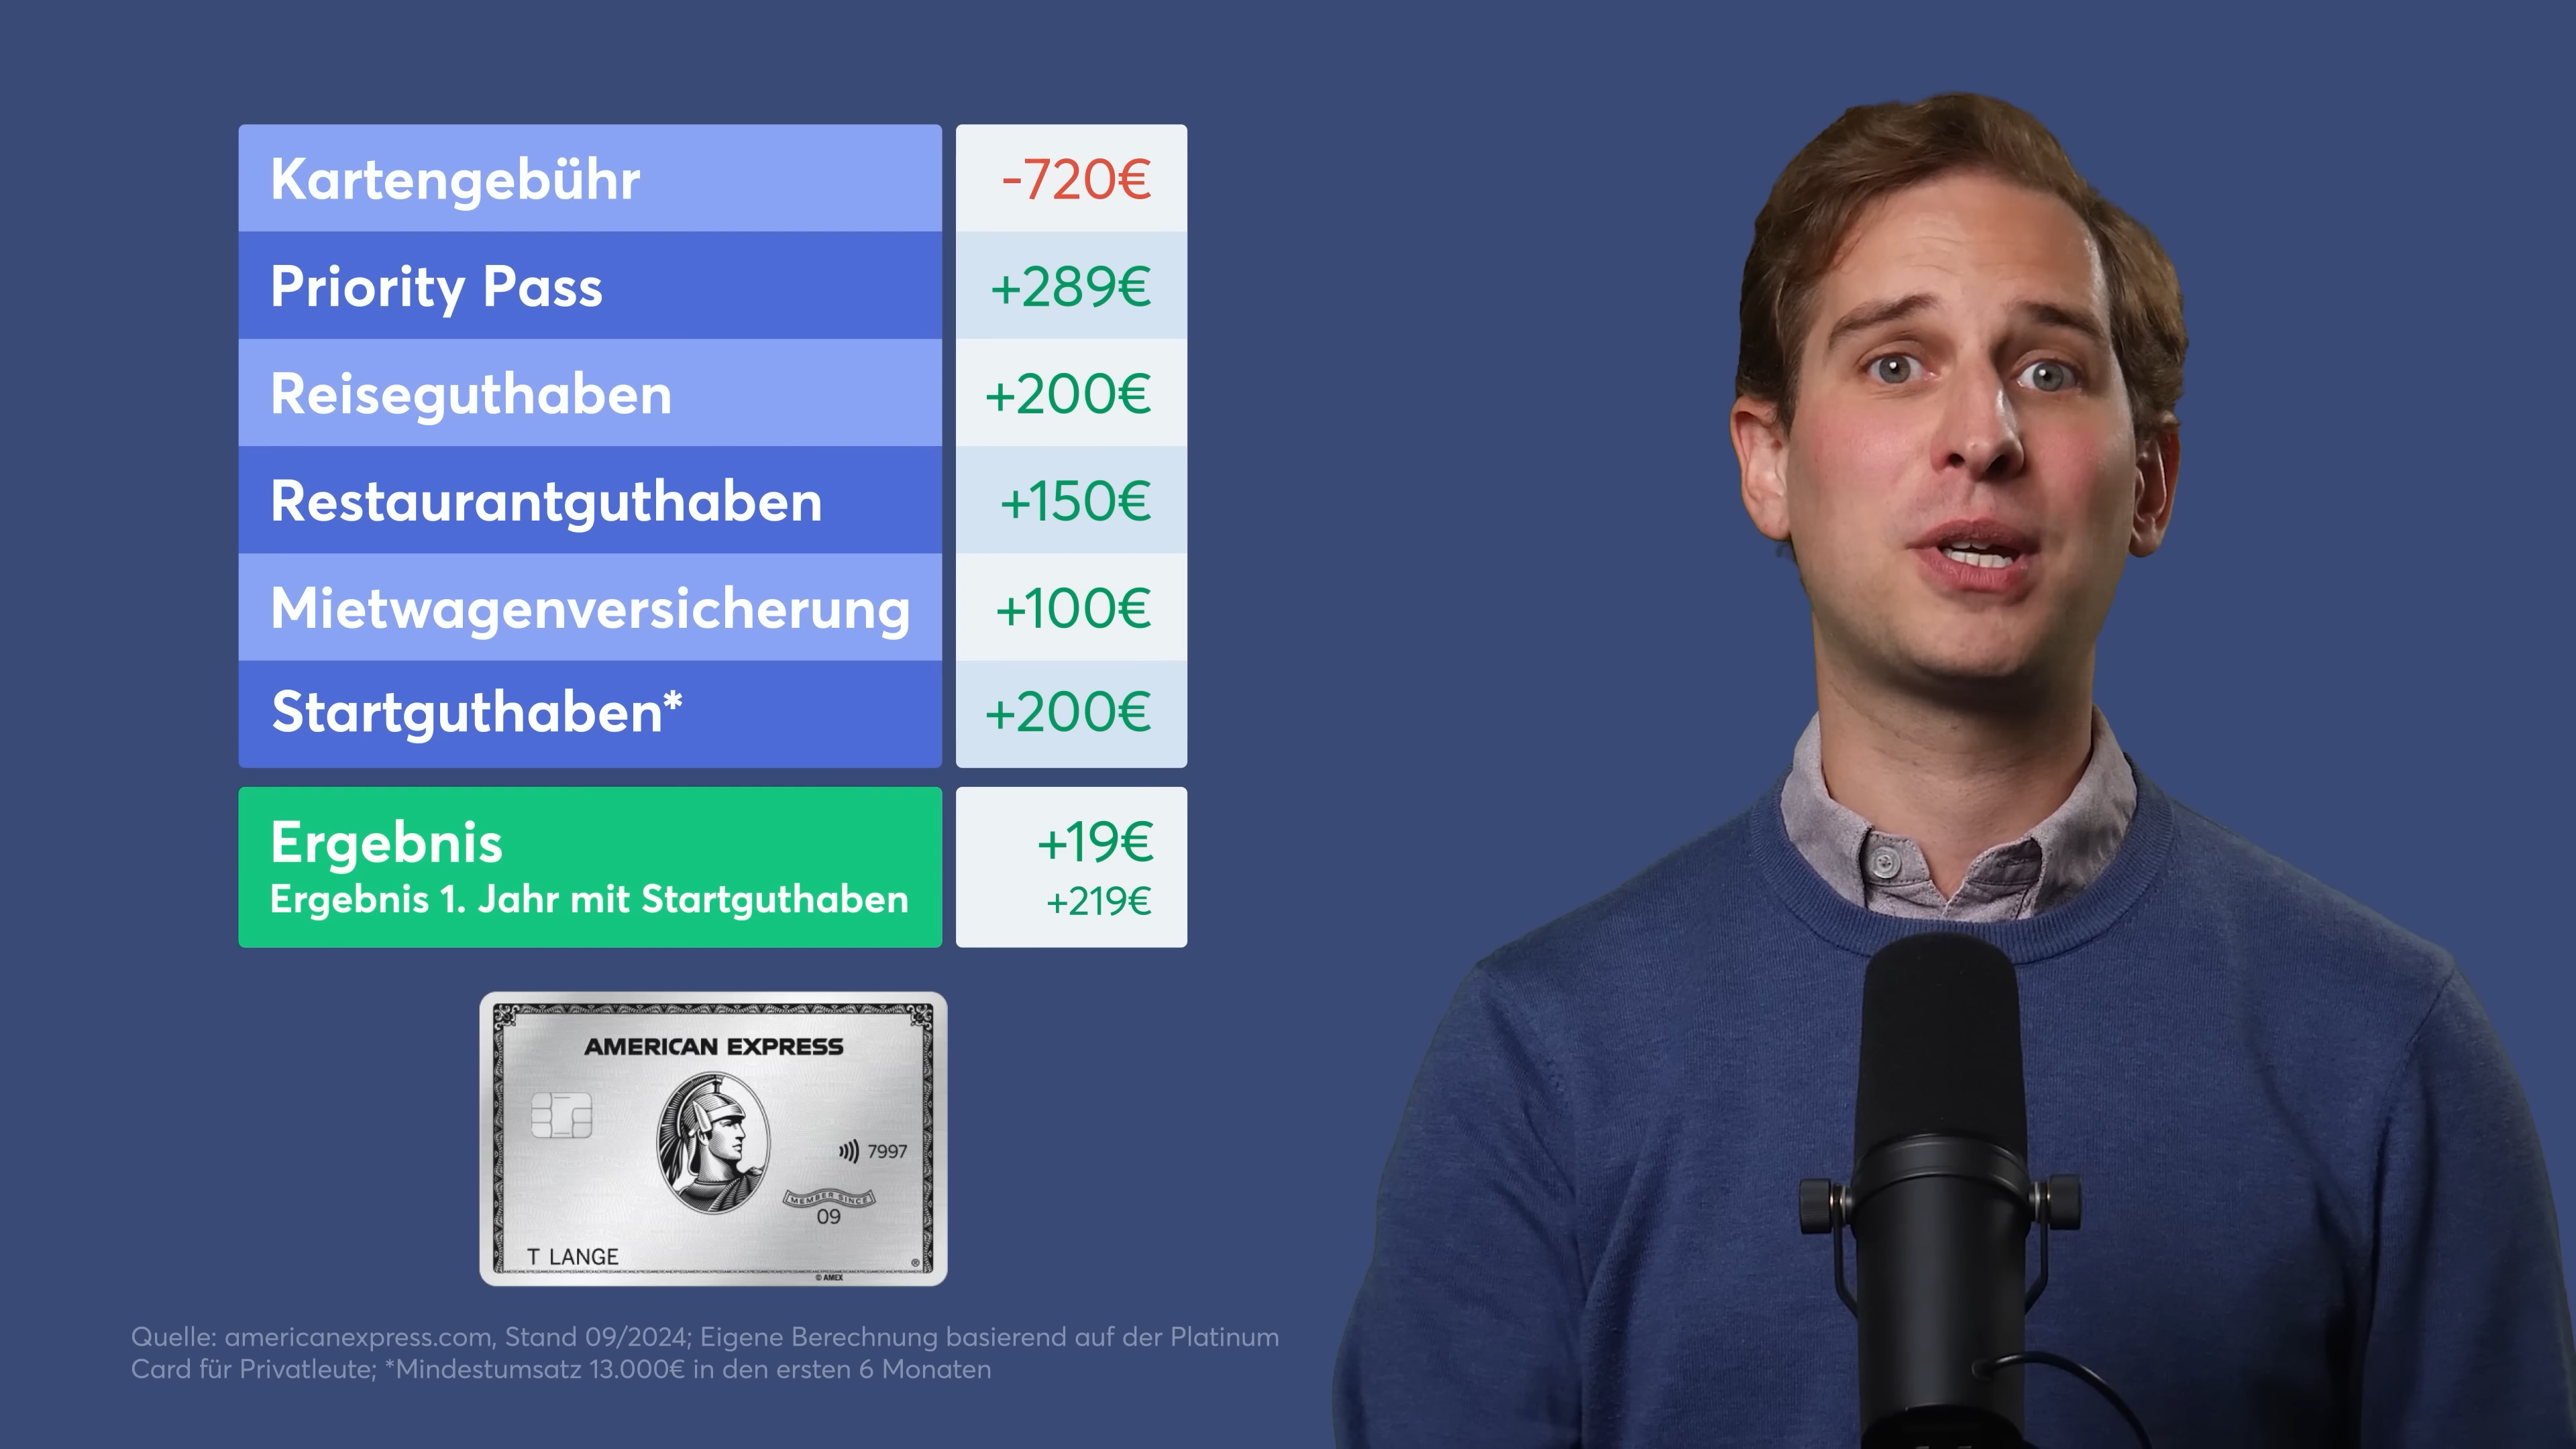 Kartengebühr -720€
Priority Pass +289€
Reiseguthaben +200€
Restaurantguthaben +150€
Mietwagenversicherung +100€
Startguthaben* +200€
Ergebnis +19€
Ergebnis 1. Jahr mit Startguthaben +219€
AMERICAN EXPRESS
7997
MEMBER SINCE
09
T LANGE
®
© AMEX
Quelle: americanexpress.com, Stand 09/2024; Eigene Berechnung basierend auf der Platinum
Card für Privatleute; *Mindestumsatz 13.000€ in den ersten 6 Monaten